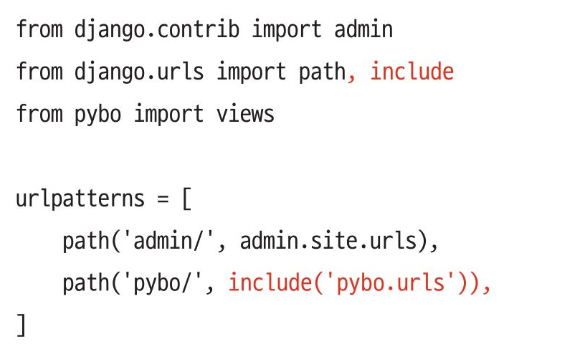 from django.contrib import admin
from django.urls import path, include
from pybo import views

urlpatterns = [
    path('admin/', admin.site.urls),
    path('pybo/', include('pybo.urls')),
]